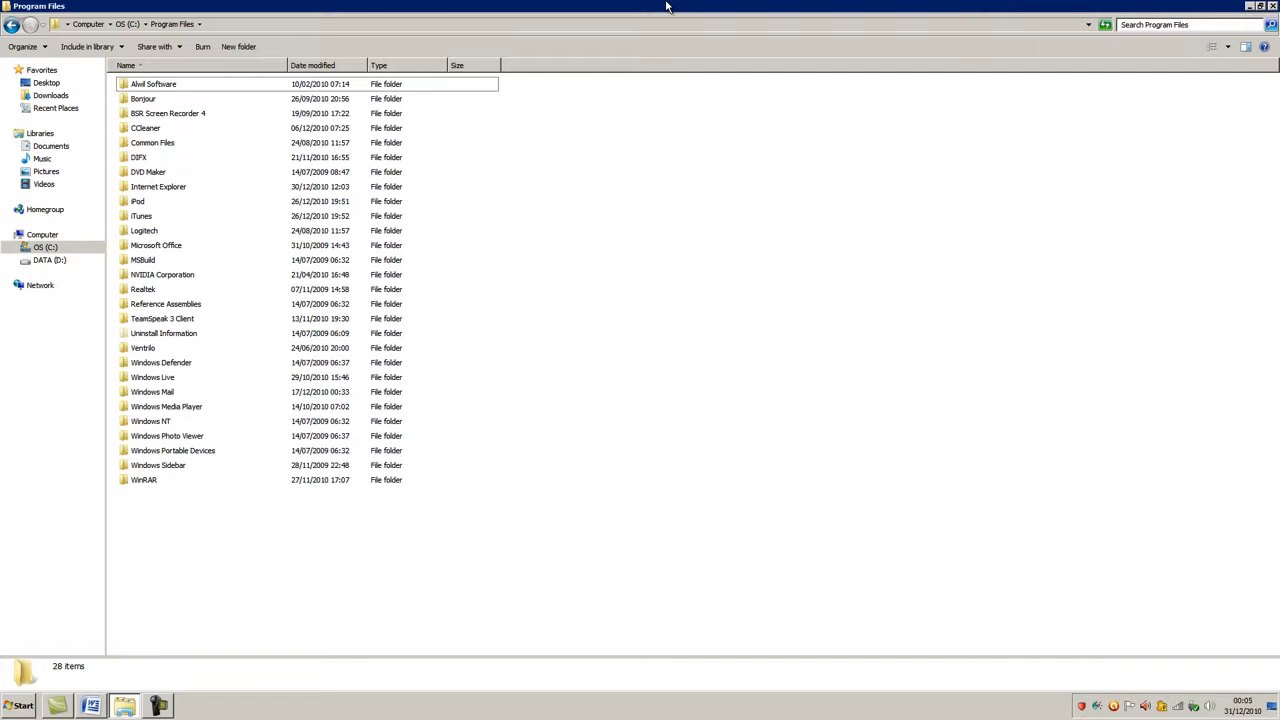 Program Files
Computer OS (C:) Program Files
Search Program Files
Organize Include in library Share with Burn New folder
Name Date modified Type Size
Favorites
Desktop
Downloads
Recent Places
Libraries
Documents
Music
Pictures
Videos
Homegroup
Computer
OS (C:)
DATA (D:)
Network
Alwil Software 10/02/2010 07:14 File folder
Bonjour 26/09/2010 20:56 File folder
BSR Screen Recorder 4 19/09/2010 17:22 File folder
CCleaner 06/12/2010 07:25 File folder
Common Files 24/08/2010 11:57 File folder
DIFX 21/11/2010 16:55 File folder
DVD Maker 14/07/2009 08:47 File folder
Internet Explorer 30/12/2010 12:03 File folder
iPod 26/12/2010 19:51 File folder
iTunes 26/12/2010 19:52 File folder
Logitech 24/08/2010 11:57 File folder
Microsoft Office 31/10/2009 14:43 File folder
MSBuild 14/07/2009 06:32 File folder
NVIDIA Corporation 21/04/2010 16:48 File folder
Realtek 07/11/2009 14:58 File folder
Reference Assemblies 14/07/2009 06:32 File folder
TeamSpeak 3 Client 13/11/2010 19:30 File folder
Uninstall Information 14/07/2009 06:09 File folder
Ventrilo 24/06/2010 20:00 File folder
Windows Defender 14/07/2009 06:37 File folder
Windows Live 29/10/2010 15:46 File folder
Windows Mail 17/12/2010 00:33 File folder
Windows Media Player 14/10/2010 07:02 File folder
Windows NT 14/07/2009 06:32 File folder
Windows Photo Viewer 14/07/2009 06:37 File folder
Windows Portable Devices 14/07/2009 06:32 File folder
Windows Sidebar 28/11/2009 22:48 File folder
WinRAR 27/11/2010 17:07 File folder
28 items
Start
00:05
31/12/2010